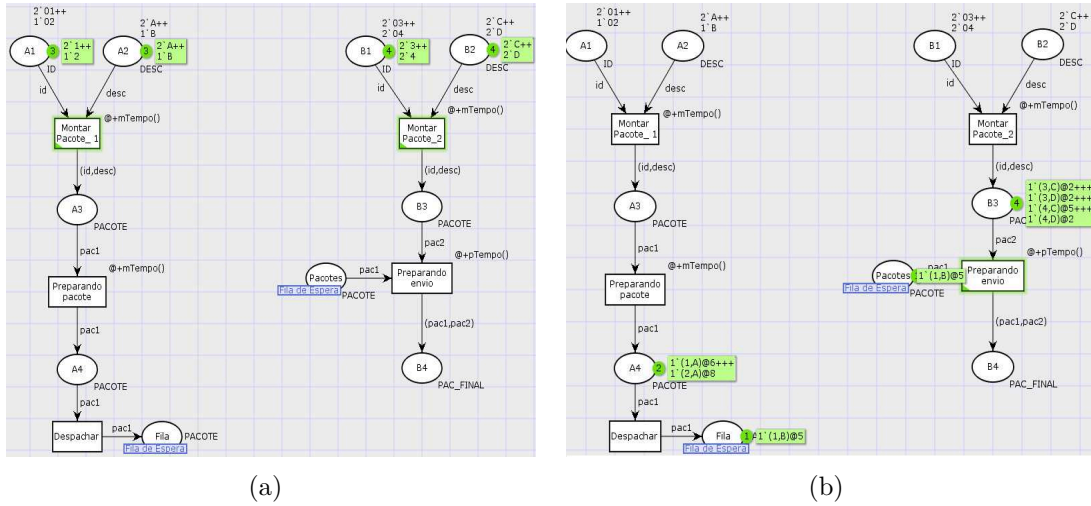 2`01++
1`02
2`A++
1`B
2`03++
2`04
2`C++
2`D
A1
3
2`1++
1`2
ID
A2
3
2`A++
1`B
DESC
B1
4
2`3++
2`4
ID
B2
4
2`C++
2`D
DESC
id
desc
@+mTempo()
Montar
Pacote_ 1
id
desc
@+mTempo()
Montar
Pacote_2
(id,desc)
(id,desc)
A3
PACOTE
B3
PACOTE
pac1
pac2
@+mTempo()
Preparando
pacote
@+pTempo()
Preparando
envio
Pacotes
pac1
Fila de Espera
PACOTE
pac1
(pac1,pac2)
A4
PACOTE
B4
PAC_FINAL
pac1
Despachar
pac1
Fila
PACOTE
Fila de Espera
(a)
2`01++
1`02
2`A++
1`B
2`03++
2`04
2`C++
2`D
A1
ID
A2
DESC
B1
ID
B2
DESC
id
desc
@+mTempo()
Montar
Pacote_ 1
id
desc
@+mTempo()
Montar
Pacote_2
(id,desc)
(id,desc)
A3
PACOTE
B3
4
1`(3,C)@2+++
1`(3,D)@2+++
1`(4,C)@5+++
1`(4,D)@2
pac1
pac2
@+mTempo()
Preparando
pacote
@+pTempo()
Preparando
envio
Pacotes
pac1
1`(1,B)@5
Fila de Espera
PACOTE
pac1
(pac1,pac2)
A4
2
1`(1,A)@6+++
1`(2,A)@8
PACOTE
B4
PAC_FINAL
pac1
Despachar
pac1
Fila
1
1`(1,B)@5
Fila de Espera
(b)